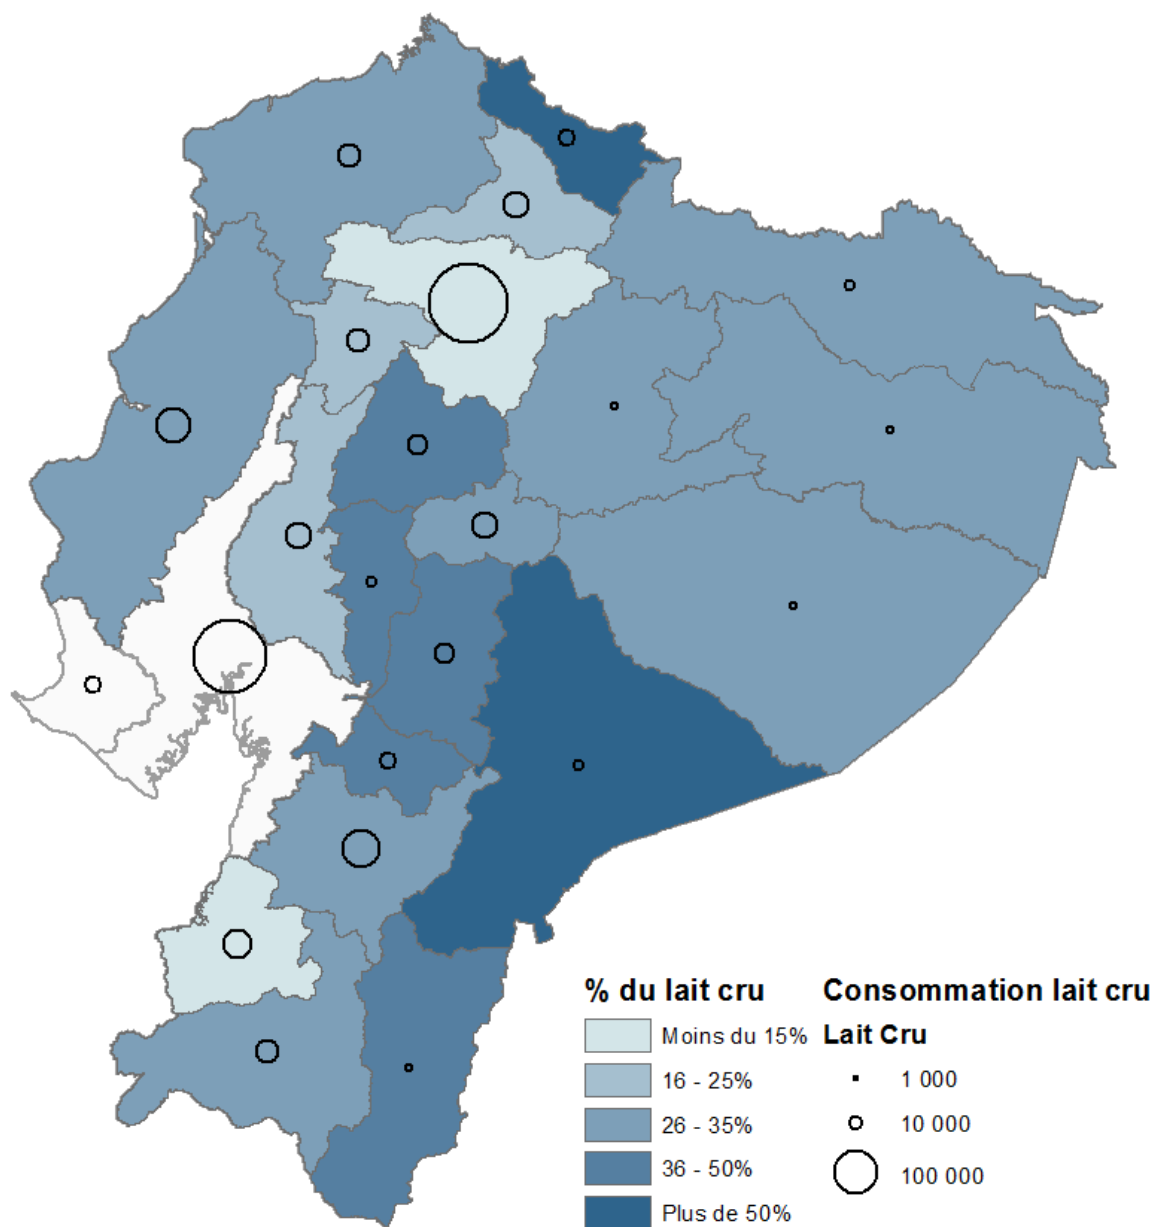 % du lait cru
Moins du 15%
16 - 25%
26 - 35%
36 - 50%
Plus de 50%
Consommation lait cru
Lait Cru
1 000
10 000
100 000